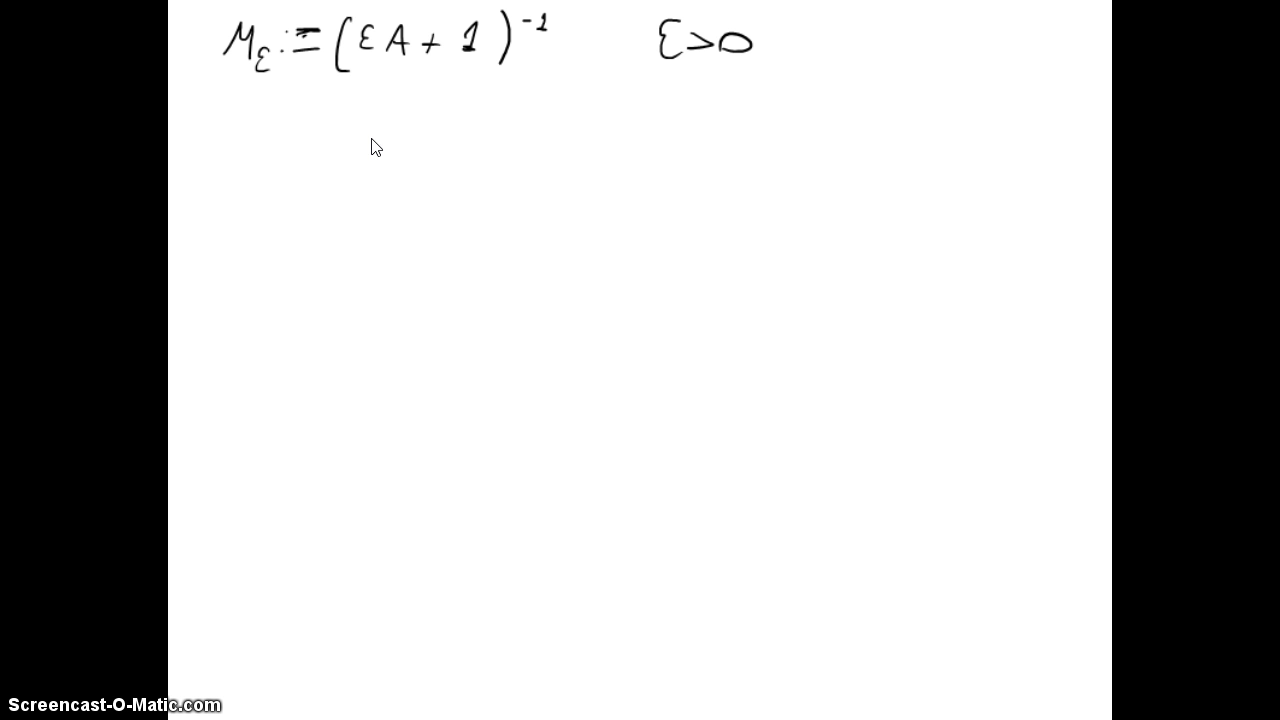 M_ε := (εA + 1)^-1 ε>0
Screencast-O-Matic.com